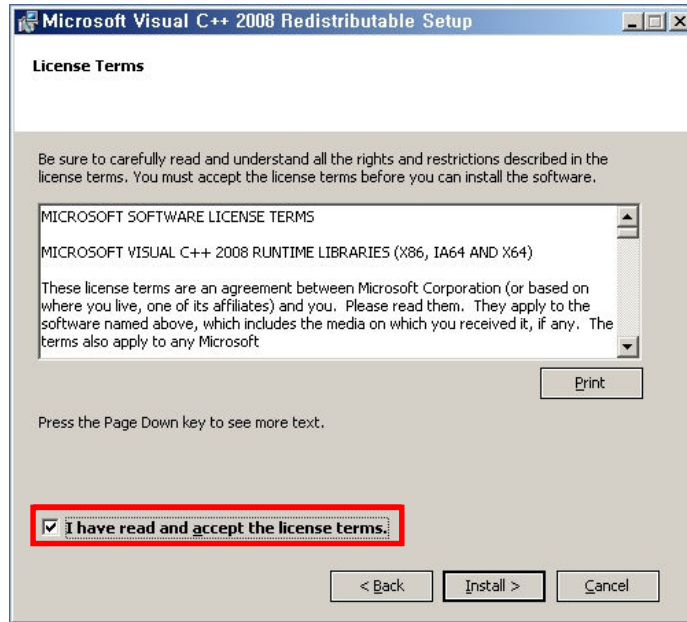 Microsoft Visual C++ 2008 Redistributable Setup
License Terms
Be sure to carefully read and understand all the rights and restrictions described in the
license terms. You must accept the license terms before you can install the software.
MICROSOFT SOFTWARE LICENSE TERMS
MICROSOFT VISUAL C++ 2008 RUNTIME LIBRARIES (X86, IA64 AND X64)
These license terms are an agreement between Microsoft Corporation (or based on
where you live, one of its affiliates) and you.  Please read them.  They apply to the
software named above, which includes the media on which you received it, if any.  The
terms also apply to any Microsoft
Print
Press the Page Down key to see more text.
I have read and accept the license terms.
< Back
Install >
Cancel